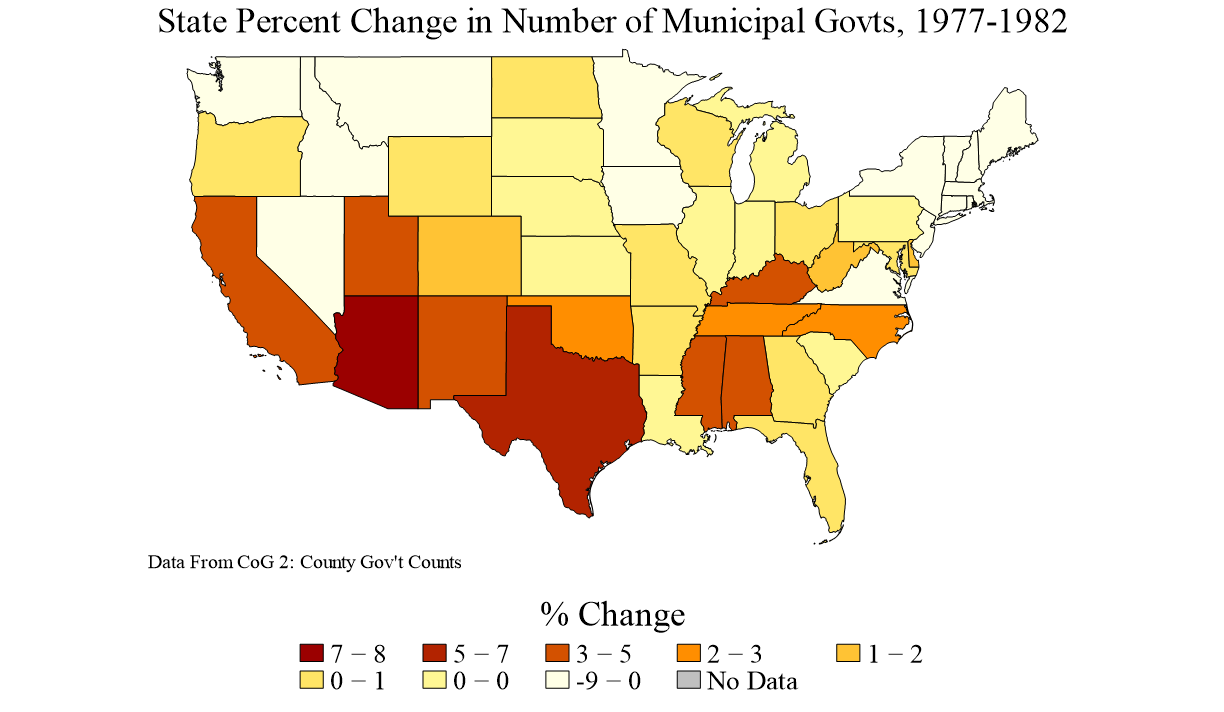 State Percent Change in Number of Municipal Govts, 1977-1982
Data From CoG 2: County Gov't Counts
% Change
7 − 8 5 − 7 3 − 5 2 − 3 1 − 2
0 − 1 0 − 0 -9 − 0 No Data